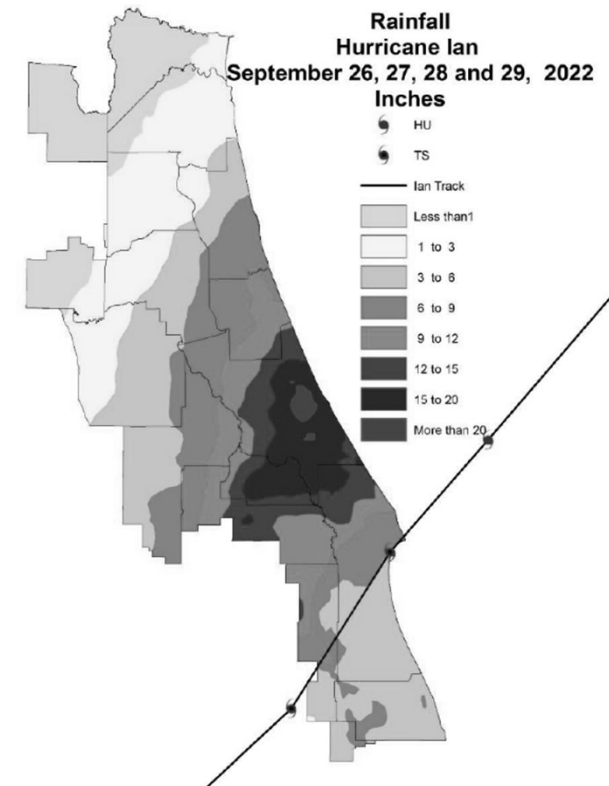 Rainfall
Hurricane Ian
September 26, 27, 28 and 29, 2022
Inches
HU
TS
Ian Track
Less than1
1 to 3
3 to 6
6 to 9
9 to 12
12 to 15
15 to 20
More than 20